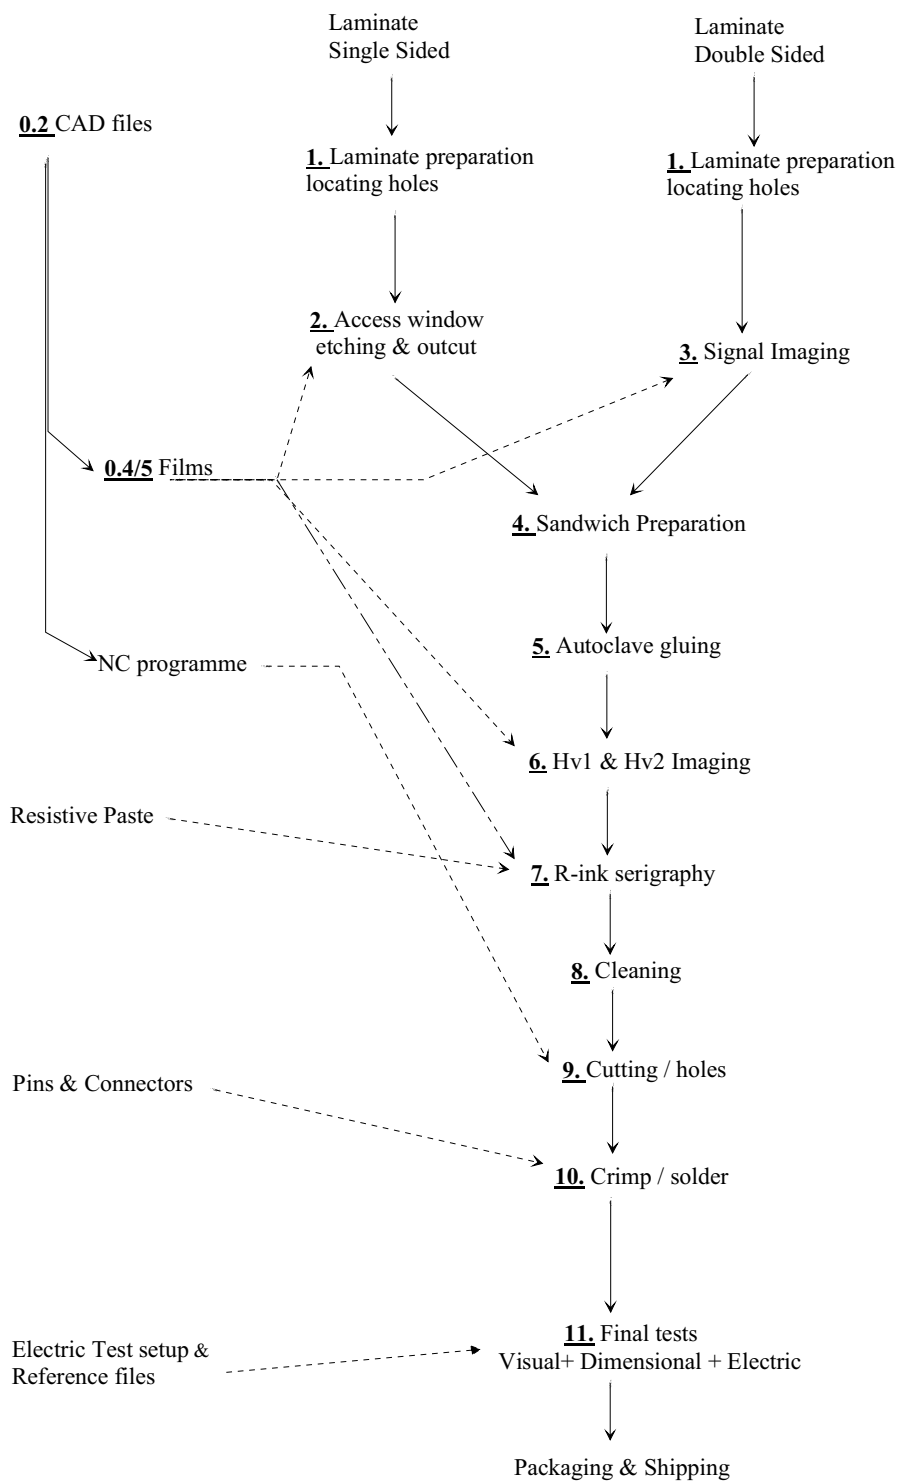 Laminate
Single Sided
Laminate
Double Sided
0.2 CAD files
1. Laminate preparation
locating holes
1. Laminate preparation
locating holes
2. Access window
etching & outcut
3. Signal Imaging
0.4/5 Films
4. Sandwich Preparation
5. Autoclave gluing
NC programme
6. Hv1 & Hv2 Imaging
Resistive Paste
7. R-ink serigraphy
8. Cleaning
9. Cutting / holes
Pins & Connectors
10. Crimp / solder
11. Final tests
Visual+ Dimensional + Electric
Electric Test setup &
Reference files
Packaging & Shipping